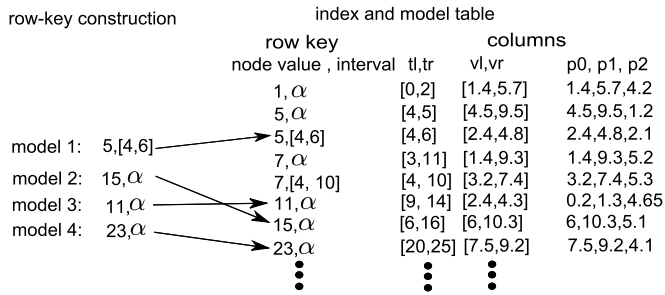 row-key construction
index and model table
row key columns
node value , interval tl,tr vl,vr p0, p1, p2
1,α [0,2] [1.4,5.7] 1.4,5.7,4.2
5,α [4,5] [4.5,9.5] 4.5,9.5,1.2
model 1: 5,[4,6] 5,[4,6] [4,6] [2.4,4.8] 2.4,4.8,2.1
7,α [3,11] [1.4,9.3] 1.4,9.3,5.2
model 2: 15,α 7,[4, 10] [4, 10] [3.2,7.4] 3.2,7.4,5.3
model 3: 11,α 11,α [9, 14] [2.4,4.3] 0.2,1.3,4.65
model 4: 23,α 15,α [6,16] [6,10.3] 6,10.3,5.1
23,α [20,25] [7.5,9.2] 7.5,9.2,4.1